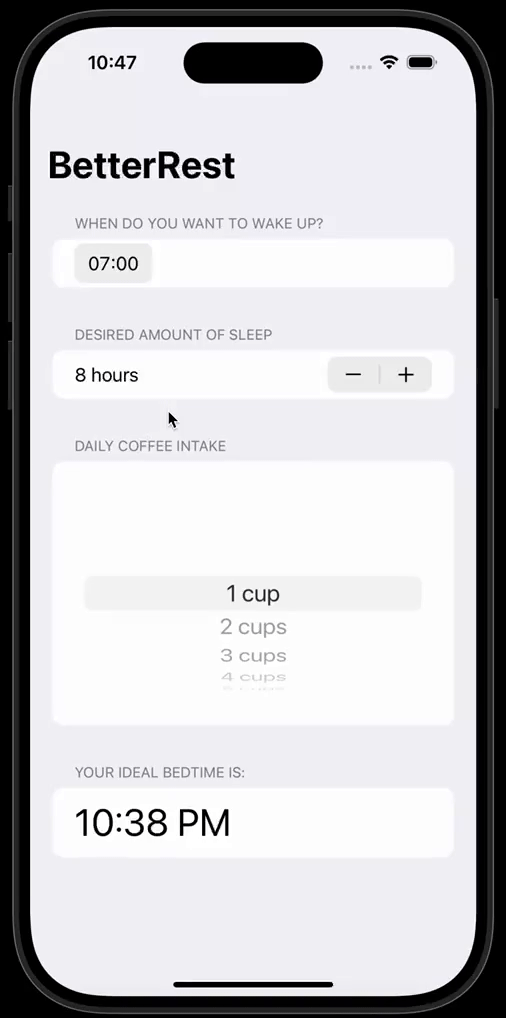 10:47
BetterRest
WHEN DO YOU WANT TO WAKE UP?
07:00
DESIRED AMOUNT OF SLEEP
8 hours
DAILY COFFEE INTAKE
1 cup
2 cups
3 cups
4 cups
YOUR IDEAL BEDTIME IS:
10:38 PM